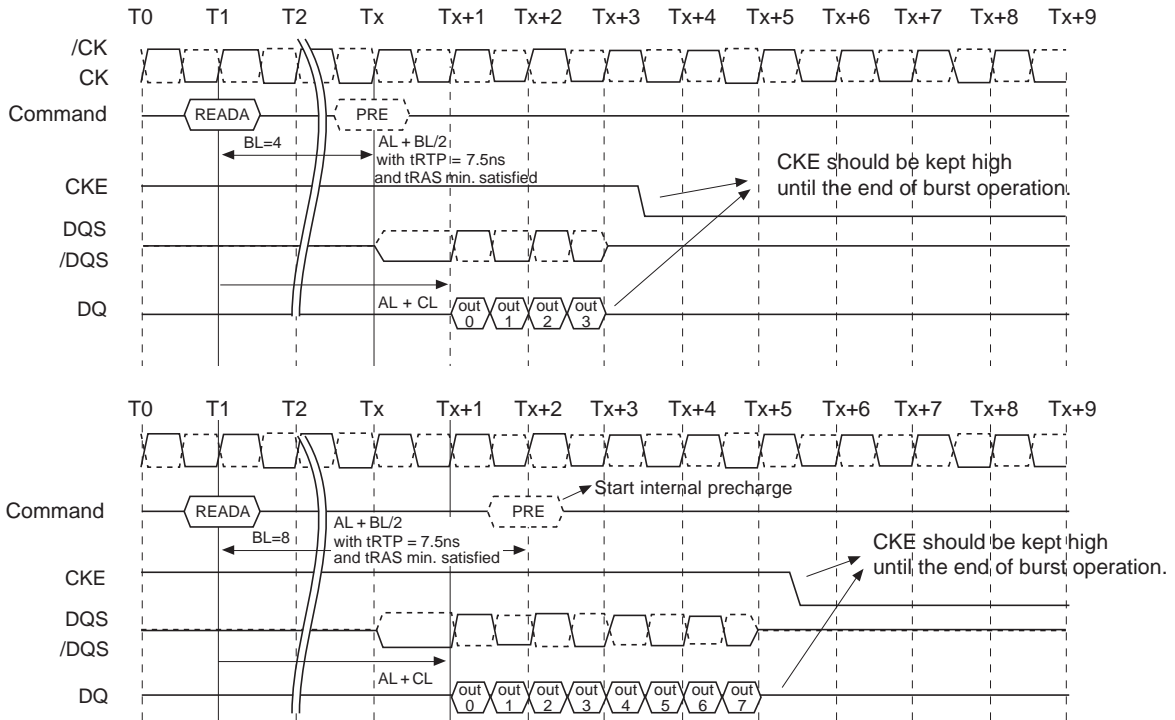 T0 T1 T2 Tx Tx+1 Tx+2 Tx+3 Tx+4 Tx+5 Tx+6 Tx+7 Tx+8 Tx+9
/CK
CK
Command READA PRE
BL=4 AL + BL/2
with tRTP = 7.5ns
and tRAS min. satisfied
CKE should be kept high
until the end of burst operation.
CKE
DQS
/DQS
AL + CL
DQ out 0 out 1 out 2 out 3
T0 T1 T2 Tx Tx+1 Tx+2 Tx+3 Tx+4 Tx+5 Tx+6 Tx+7 Tx+8 Tx+9
Start internal precharge
Command READA PRE
BL=8 AL + BL/2
with tRTP = 7.5ns
and tRAS min. satisfied
CKE should be kept high
until the end of burst operation.
CKE
DQS
/DQS
AL + CL
DQ out 0 out 1 out 2 out 3 out 4 out 5 out 6 out 7